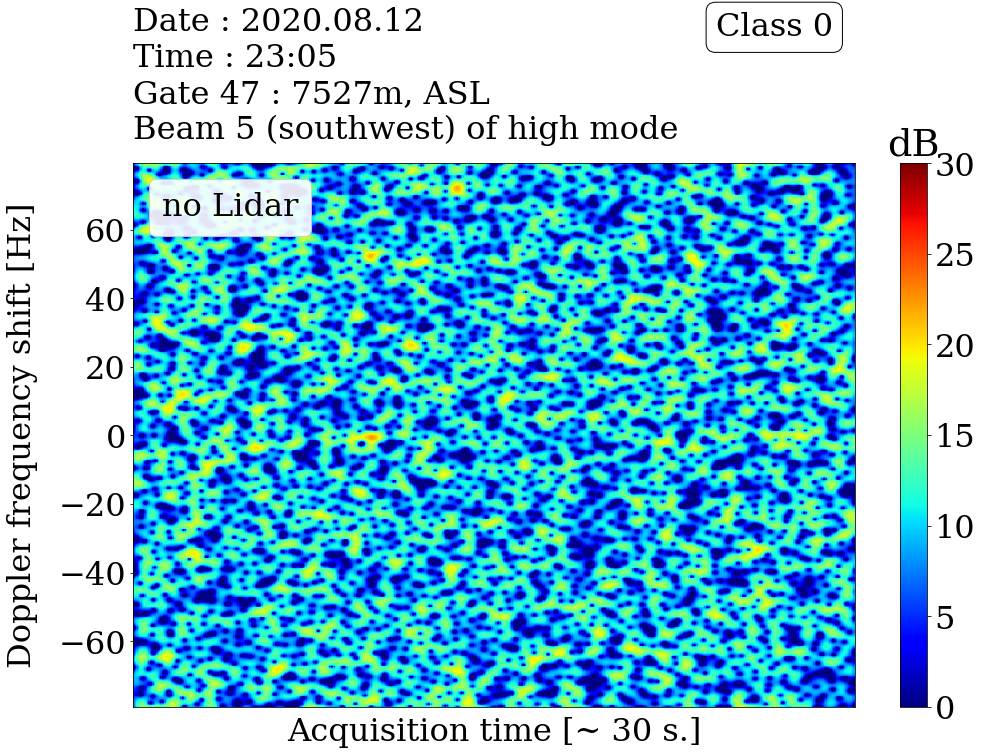 Date : 2020.08.12
Time : 23:05
Gate 47 : 7527m, ASL
Beam 5 (southwest) of high mode
Class 0
dB
no Lidar
Doppler frequency shift [Hz]
60
40
20
0
−20
−40
−60
30
25
20
15
10
5
0
Acquisition time [~ 30 s.]